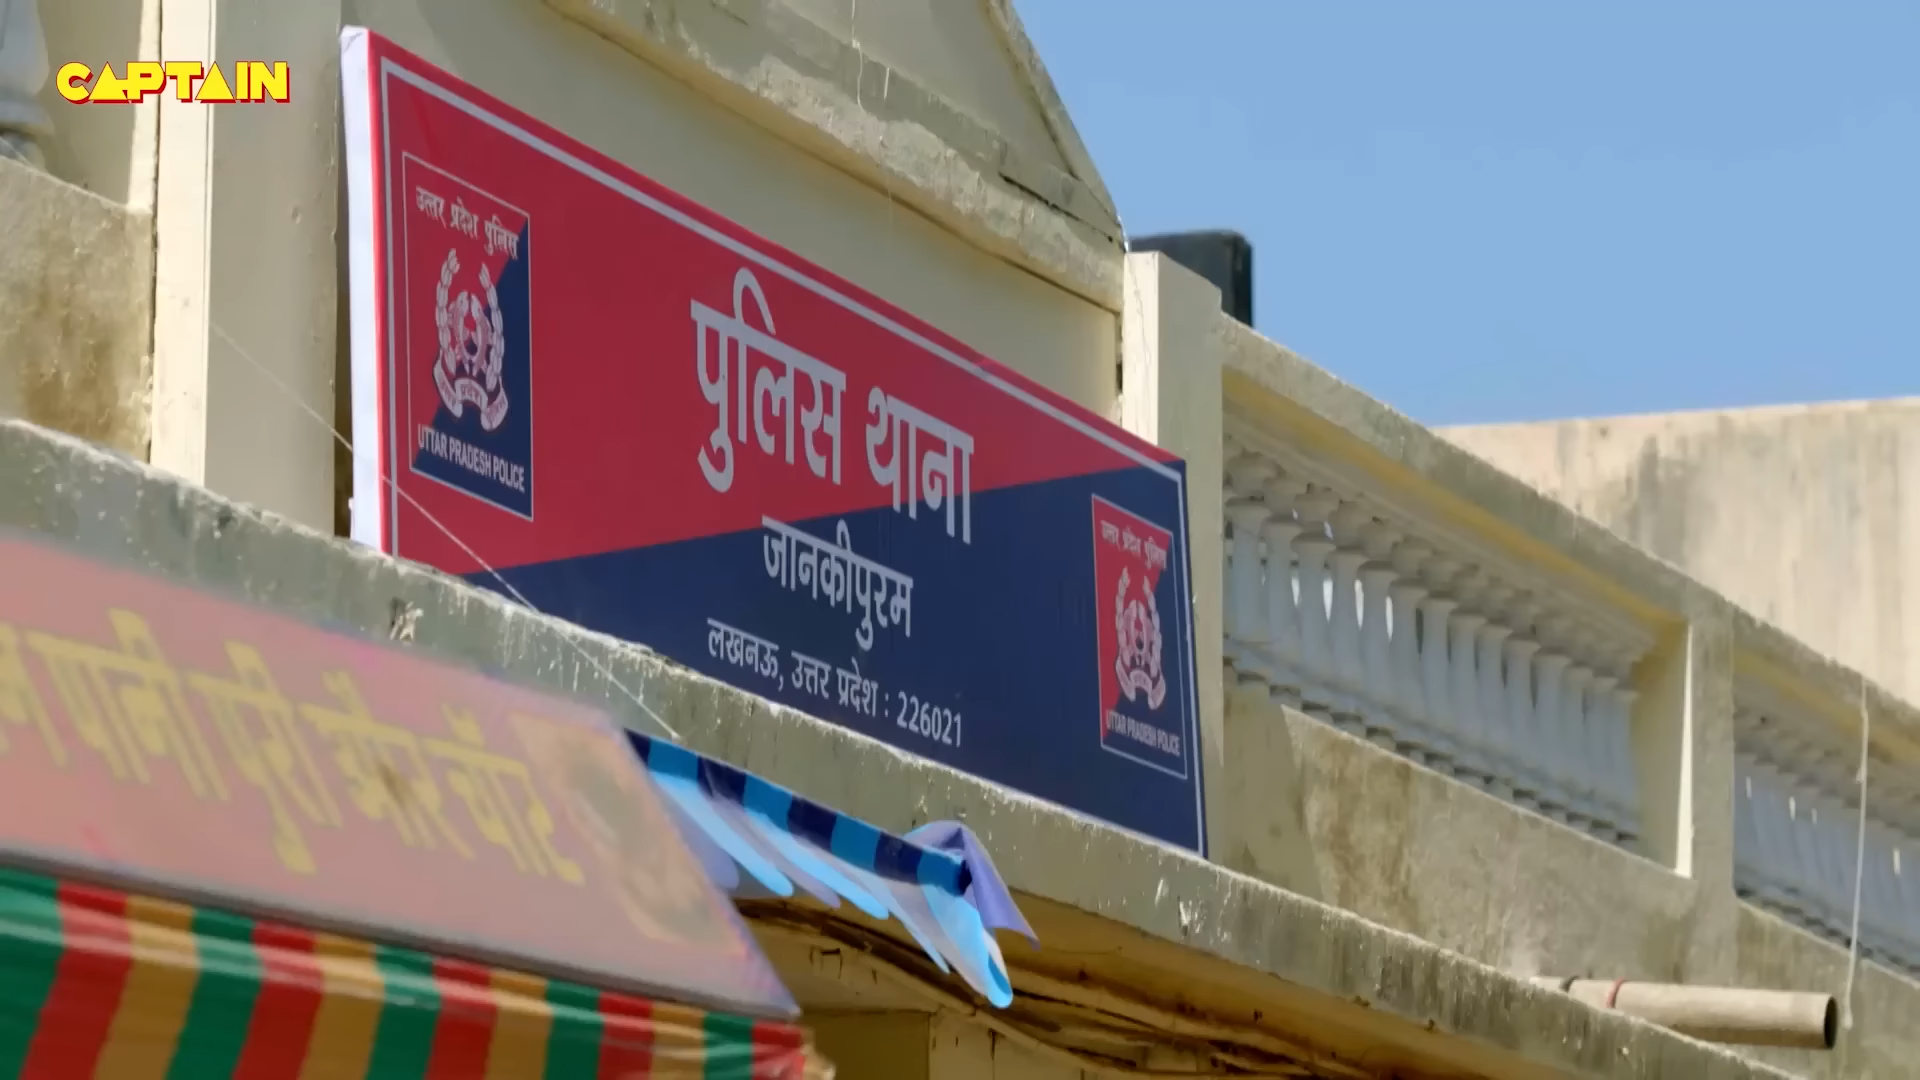 CAPTAIN
उत्तर प्रदेश पुलिस
UTTAR PRADESH POLICE
पुलिस थाना
जानकीपुरम
लखनऊ, उत्तर प्रदेश : 226021
उत्तर प्रदेश पुलिस
UTTAR PRADESH POLICE
पानी पुरी और चाट